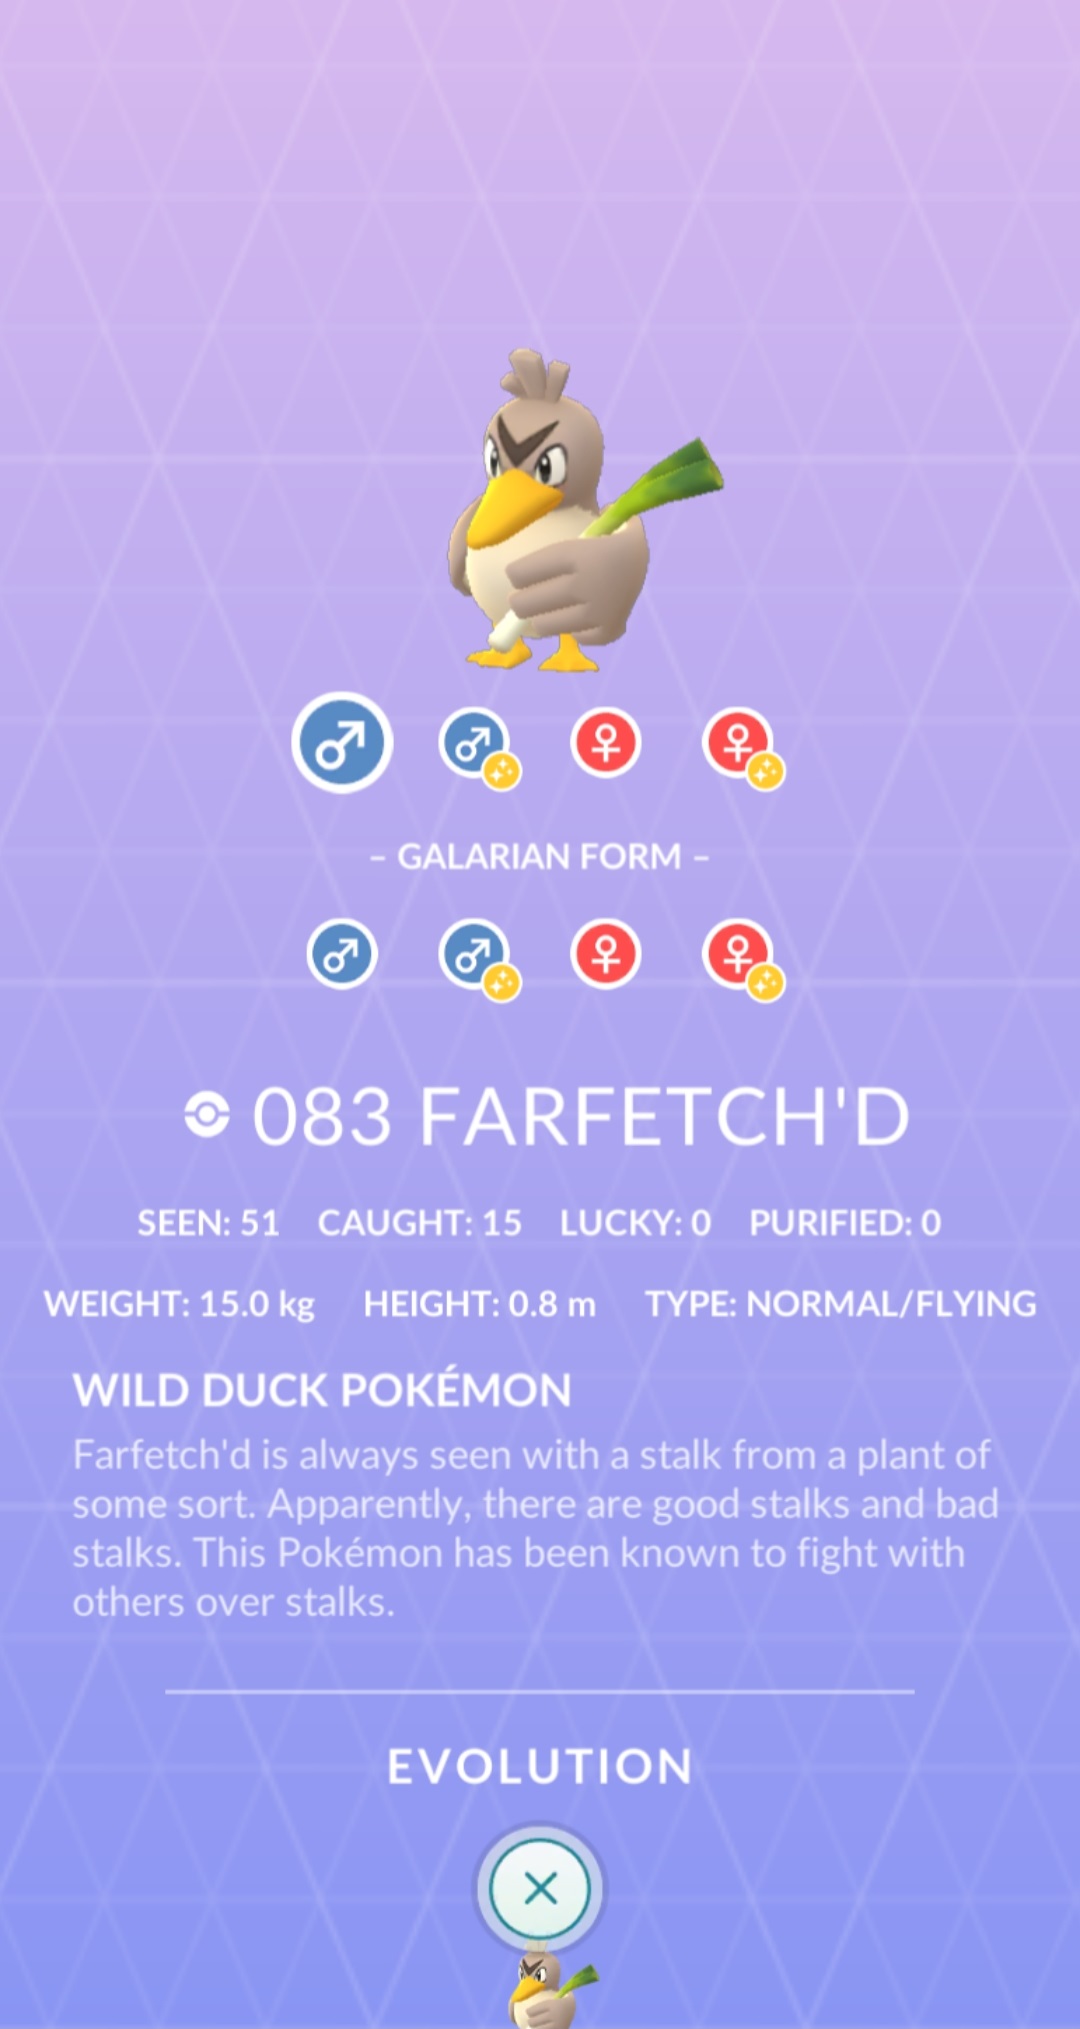 – GALARIAN FORM –
083 FARFETCH'D
SEEN: 51 CAUGHT: 15 LUCKY: 0 PURIFIED: 0
WEIGHT: 15.0 kg HEIGHT: 0.8 m TYPE: NORMAL/FLYING
WILD DUCK POKÉMON
Farfetch'd is always seen with a stalk from a plant of
some sort. Apparently, there are good stalks and bad
stalks. This Pokémon has been known to fight with
others over stalks.
EVOLUTION